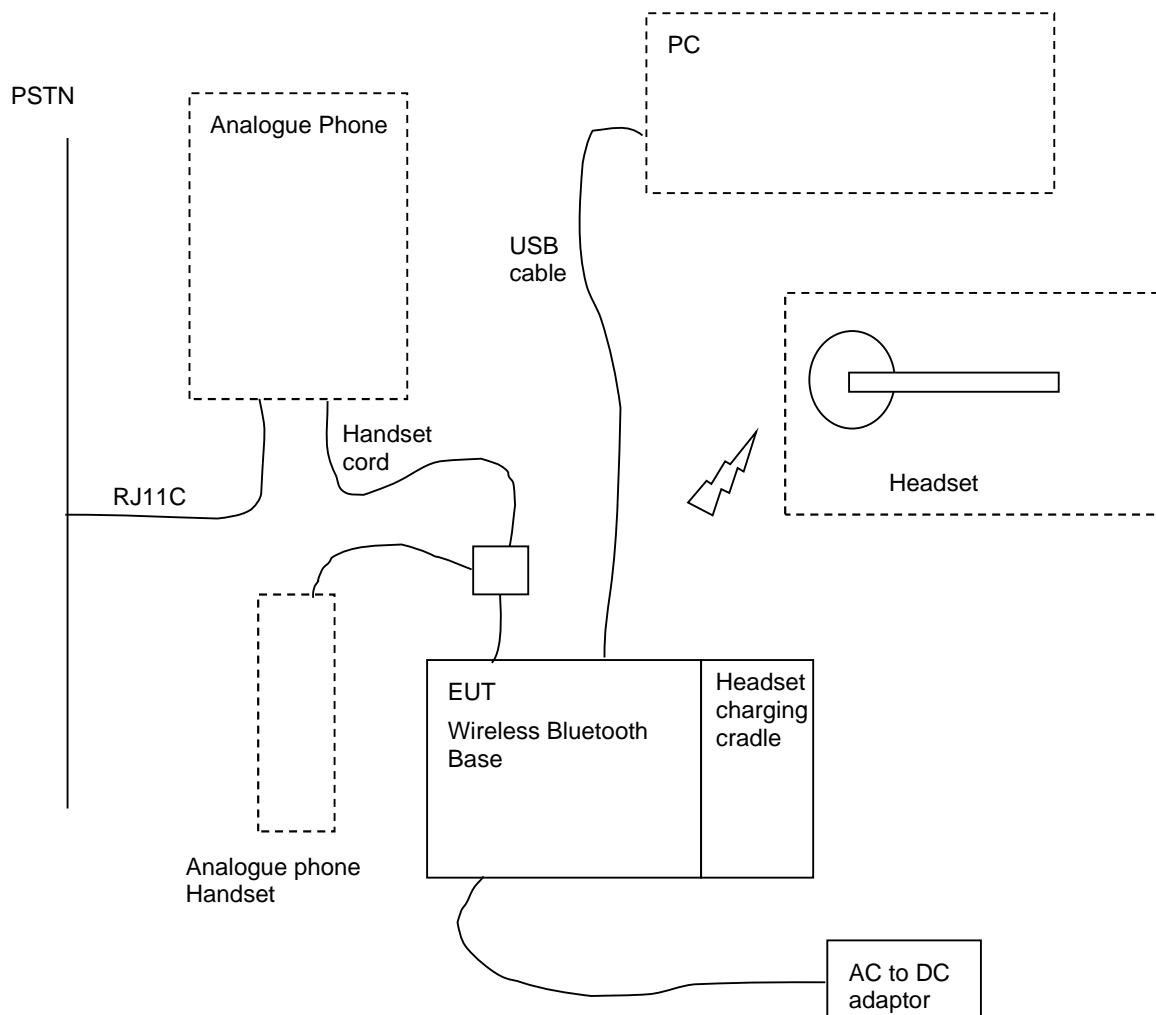 PC
PSTN
Analogue Phone
USB
cable
Handset
cord
RJ11C
Headset
EUT
Wireless Bluetooth
Base
Headset
charging
cradle
Analogue phone
Handset
AC to DC
adaptor